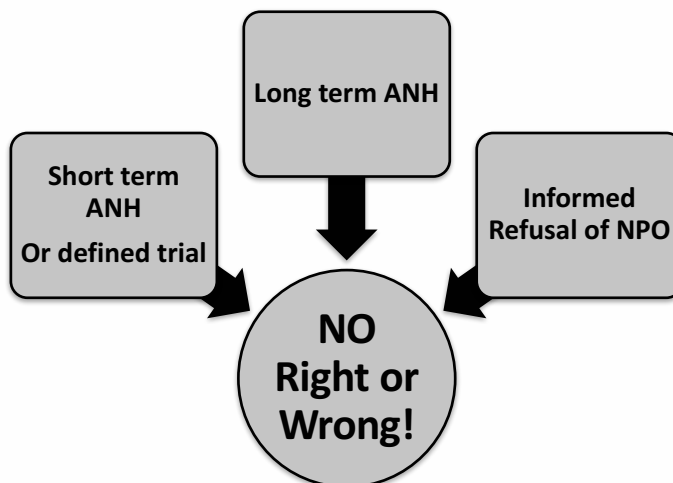 Long term ANH
Short term
ANH
Or defined trial
Informed
Refusal of NPO
NO
Right or
Wrong!